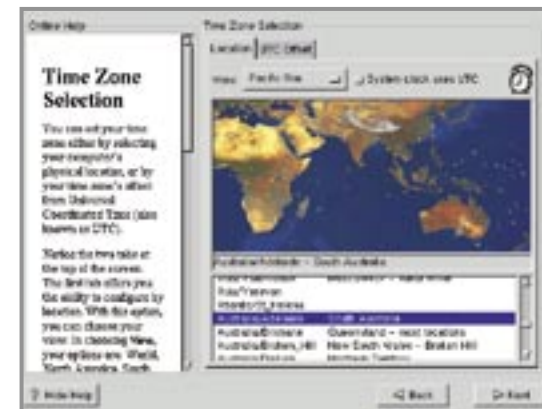 Online Help
Time Zone
Selection
You can set your time
zone either by selecting
your computer's
physical location, or by
your time zone's offset
from Universal
Coordinated Time (also
known as UTC).
Notice the two tabs at
the top of the screen.
The first tab offers you
the ability to configure by
location. With this option,
you can choose your
view. In choosing View,
your options are: World,
North America, South
Time Zone Selection
Location
UTC Offset
View: Pacific Rim
System clock uses UTC
Australia/Adelaide - South Australia
Asia/Yerevan
Atlantic/St_Helena
Australia/Adelaide South Australia
Australia/Brisbane Queensland - most locations
Australia/Broken_Hill New South Wales - Broken Hill
Australia/Darwin Northern Territory
? Hide Help
Back
Next